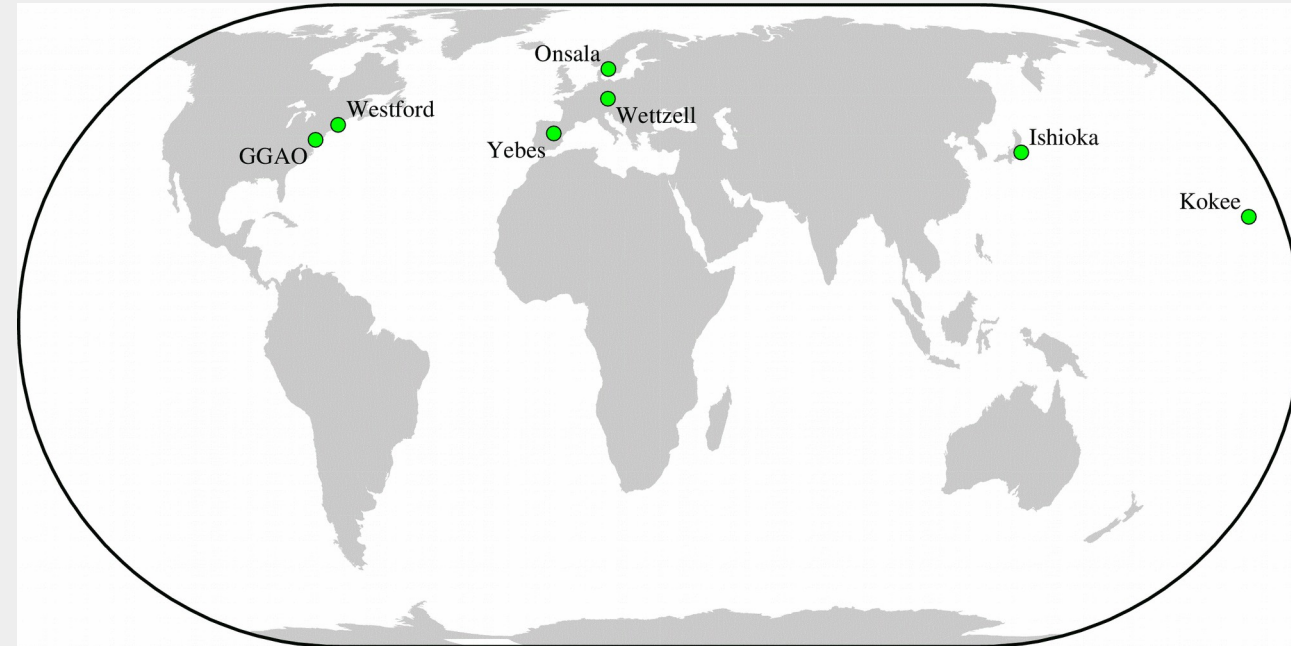 Onsala
Westford
Wettzell
GGAO
Yebes
Ishioka
Kokee